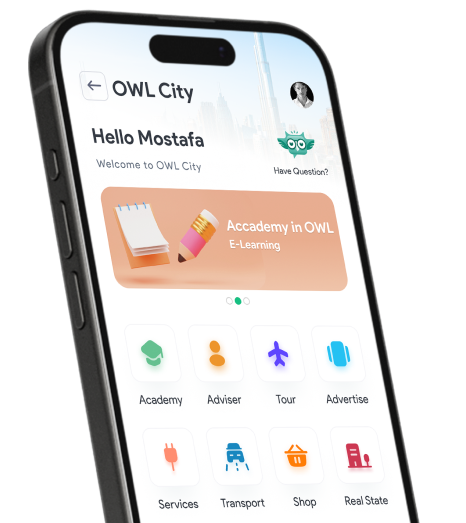 OWL City
Hello Mostafa
Welcome to OWL City
Have Question?
Accademy in OWL
E-Learning
Academy Adviser Tour Advertise
Services Transport Shop Real State